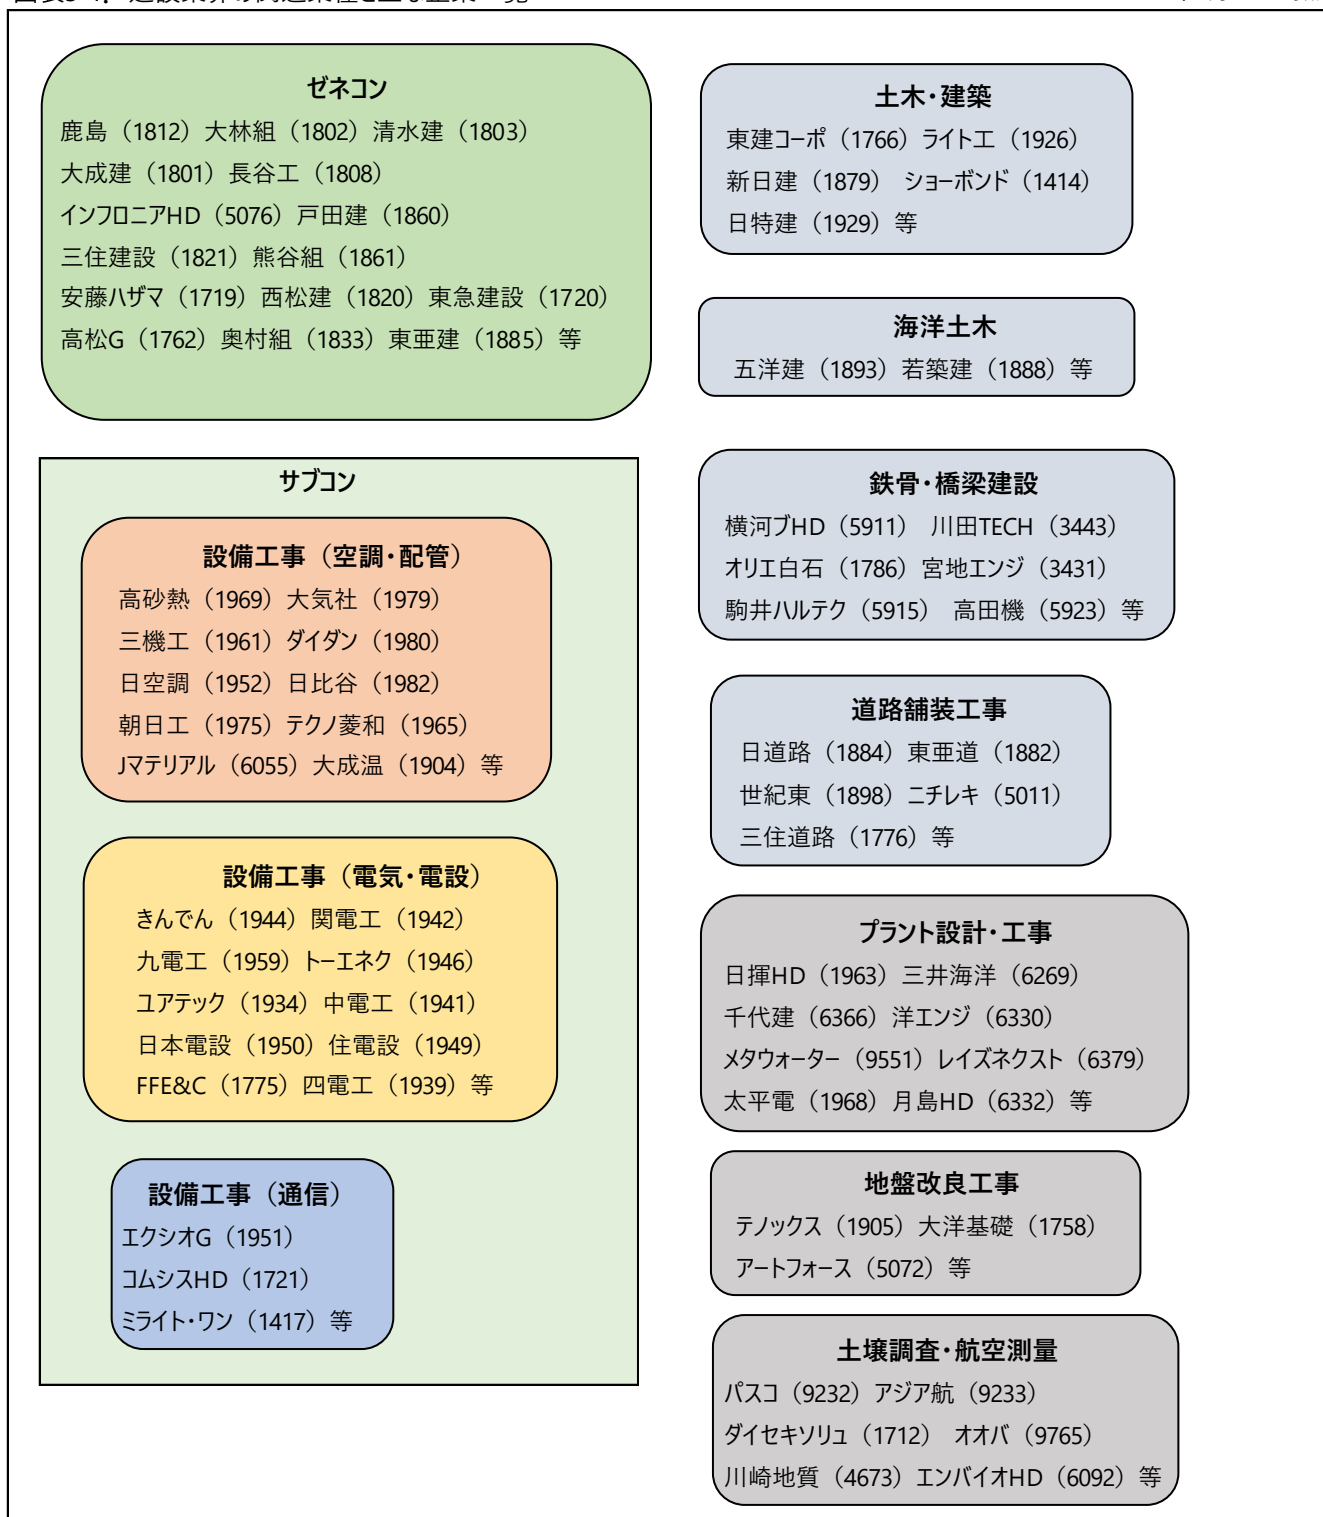 ゼネコン
鹿島（1812）大林組（1802）清水建（1803）
大成建（1801）長谷工（1808）
インフロニアHD（5076）戸田建（1860）
三住建設（1821）熊谷組（1861）
安藤ハザマ（1719）西松建（1820）東急建設（1720）
高松G（1762）奥村組（1833）東亜建（1885）等
サブコン
設備工事（空調・配管）
高砂熱（1969）大気社（1979）
三機工（1961）ダイダン（1980）
日空調（1952）日比谷（1982）
朝日工（1975）テクノ菱和（1965）
Jマテリアル（6055）大成温（1904）等
設備工事（電気・電設）
きんでん（1944）関電工（1942）
九電工（1959）トーエネク（1946）
ユアテック（1934）中電工（1941）
日本電設（1950）住電設（1949）
FFE&C（1775）四電工（1939）等
設備工事（通信）
エクシオG（1951）
コムシスHD（1721）
ミライト・ワン（1417）等
土木・建築
東建コーポ（1766）ライト工（1926）
新日建（1879） ショーボンド（1414）
日特建（1929）等
海洋土木
五洋建（1893）若築建（1888）等
鉄骨・橋梁建設
横河ブHD（5911） 川田TECH（3443）
オリエ白石（1786）宮地エンジ（3431）
駒井ハルテク（5915） 高田機（5923）等
道路舗装工事
日道路（1884）東亜道（1882）
世紀東（1898）ニチレキ（5011）
三住道路（1776）等
プラント設計・工事
日揮HD（1963）三井海洋（6269）
千代建（6366）洋エンジ（6330）
メタウォーター（9551）レイズネクスト（6379）
太平電（1968）月島HD（6332）等
地盤改良工事
テノックス（1905）大洋基礎（1758）
アートフォース（5072）等
土壌調査・航空測量
パスコ（9232）アジア航（9233）
ダイセキソリュ（1712） オオバ（9765）
川崎地質（4673）エンバイオHD（6092）等